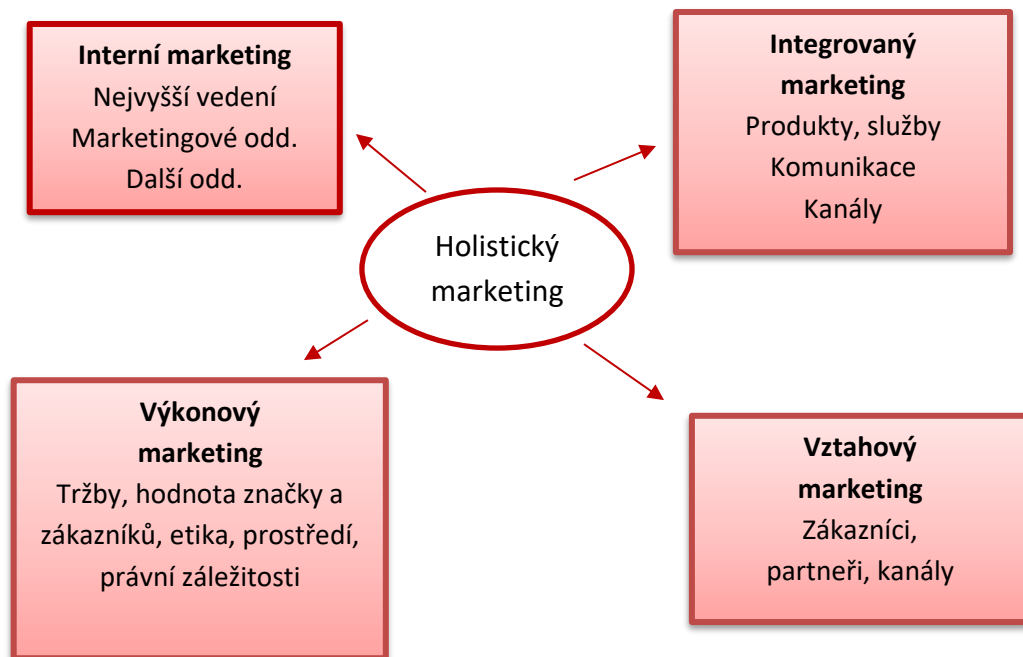 Interní marketing
Nejvyšší vedení
Marketingové odd.
Další odd.
Integrovaný
marketing
Produkty, služby
Komunikace
Kanály
Holistický
marketing
Výkonový
marketing
Tržby, hodnota značky a
zákazníků, etika, prostředí,
právní záležitosti
Vztahový
marketing
Zákazníci,
partneři, kanály